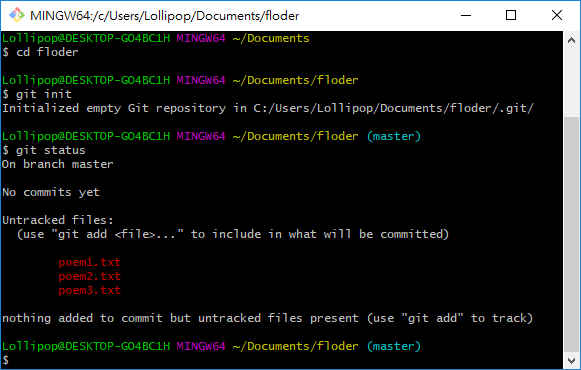 MINGW64:/c/Users/Lollipop/Documents/floder
Lollipop@DESKTOP-GO4BC1H MINGW64 ~/Documents
$ cd floder
Lollipop@DESKTOP-GO4BC1H MINGW64 ~/Documents/floder
$ git init
Initialized empty Git repository in C:/Users/Lollipop/Documents/floder/.git/
Lollipop@DESKTOP-GO4BC1H MINGW64 ~/Documents/floder (master)
$ git status
On branch master
No commits yet
Untracked files:
  (use "git add <file>..." to include in what will be committed)
        poem1.txt
        poem2.txt
        poem3.txt
nothing added to commit but untracked files present (use "git add" to track)
Lollipop@DESKTOP-GO4BC1H MINGW64 ~/Documents/floder (master)
$